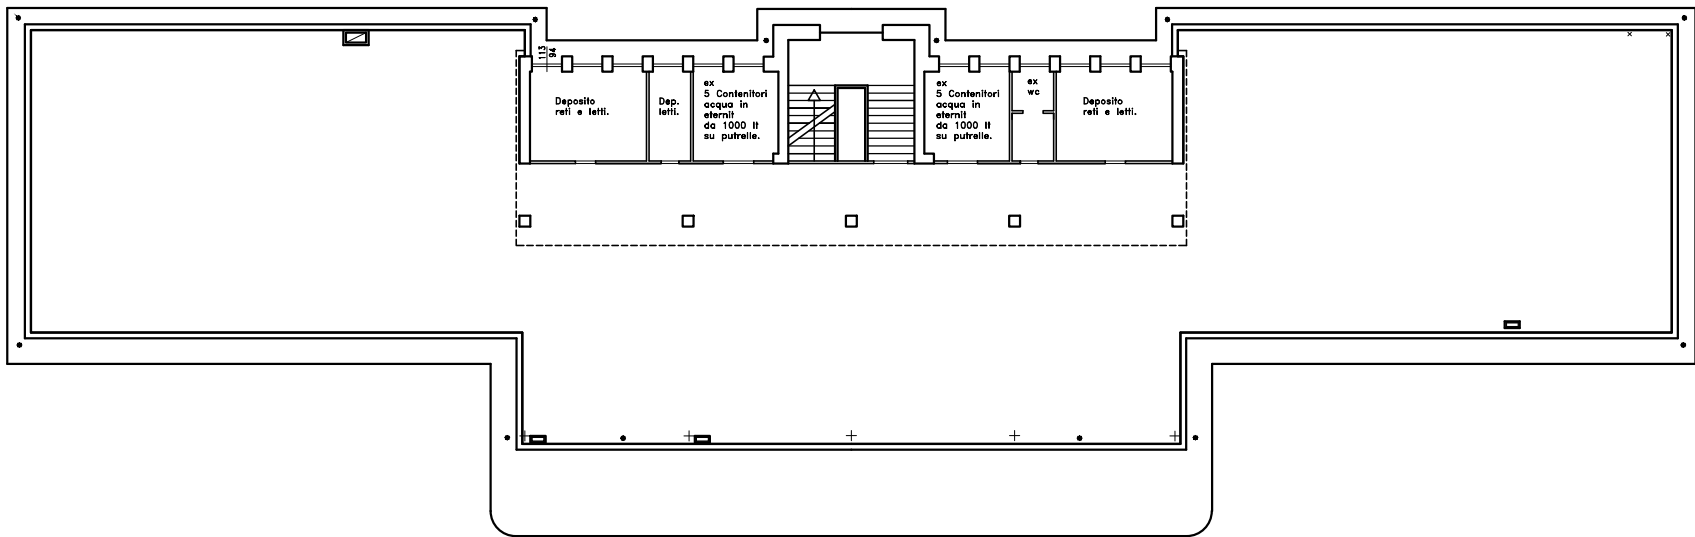 113
94
Deposito
reti e letti.
Dep.
letti.
ex
5 Contenitori
acqua in
eternit
da 1000 lt
su putrelle.
ex
5 Contenitori
acqua in
eternit
da 1000 lt
su putrelle.
ex
wc
Deposito
reti e letti.